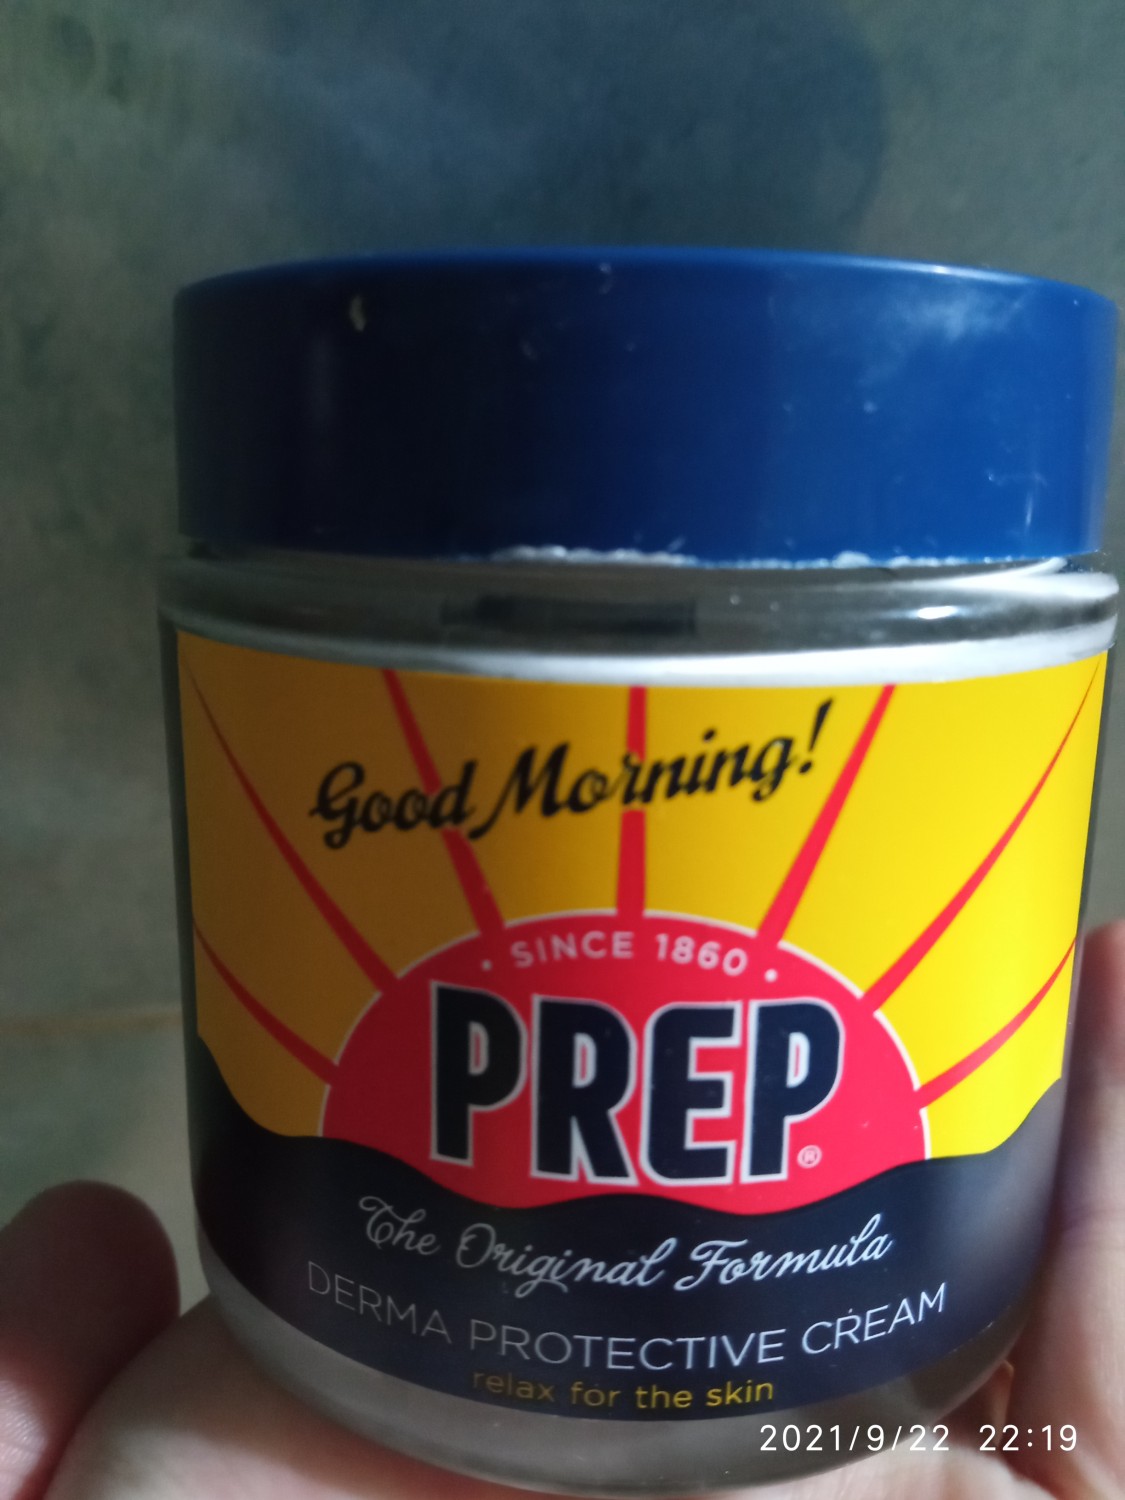 Good Morning!
• SINCE 1860 •
PREP®
The Original Formula
DERMA PROTECTIVE CREAM
relax for the skin
2021/9/22 22:19